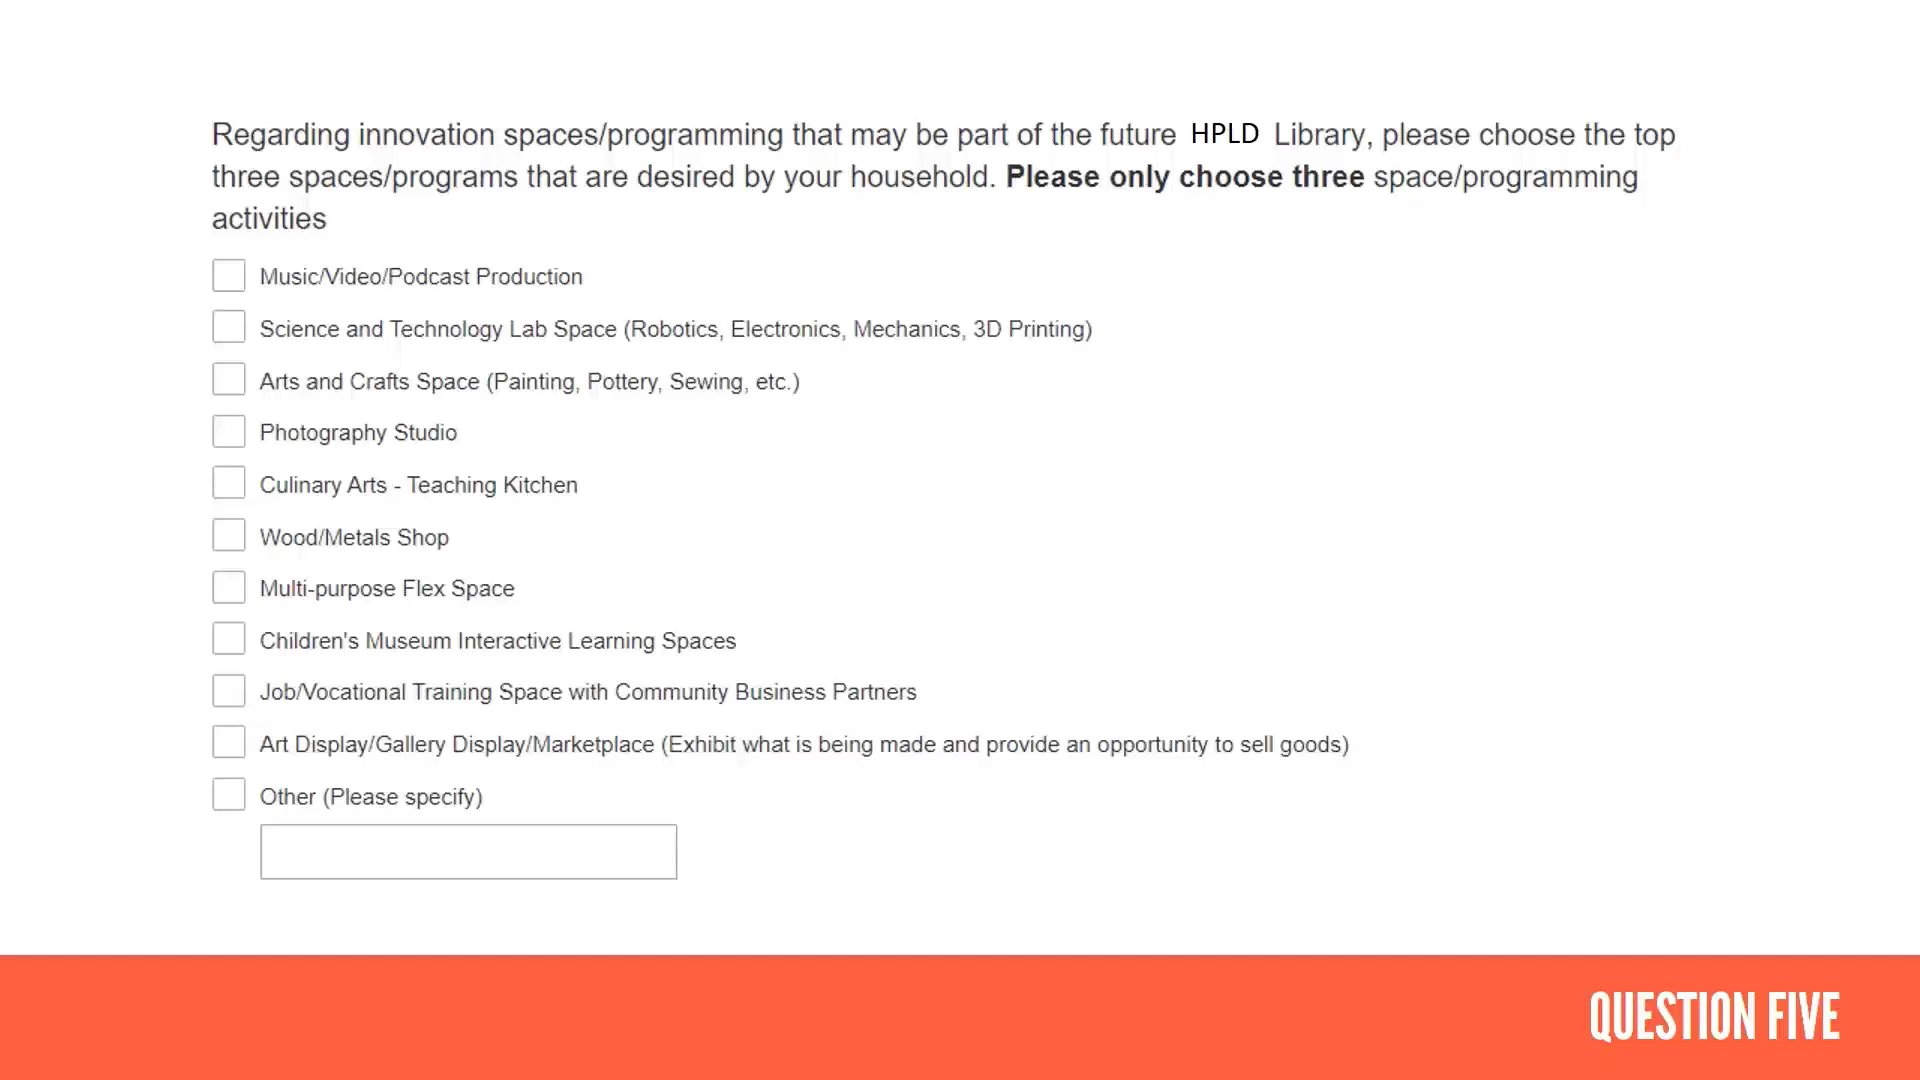 Regarding innovation spaces/programming that may be part of the future HPLD Library, please choose the top
three spaces/programs that are desired by your household. Please only choose three space/programming
activities
Music/Video/Podcast Production
Science and Technology Lab Space (Robotics, Electronics, Mechanics, 3D Printing)
Arts and Crafts Space (Painting, Pottery, Sewing, etc.)
Photography Studio
Culinary Arts - Teaching Kitchen
Wood/Metals Shop
Multi-purpose Flex Space
Children's Museum Interactive Learning Spaces
Job/Vocational Training Space with Community Business Partners
Art Display/Gallery Display/Marketplace (Exhibit what is being made and provide an opportunity to sell goods)
Other (Please specify)
QUESTION FIVE